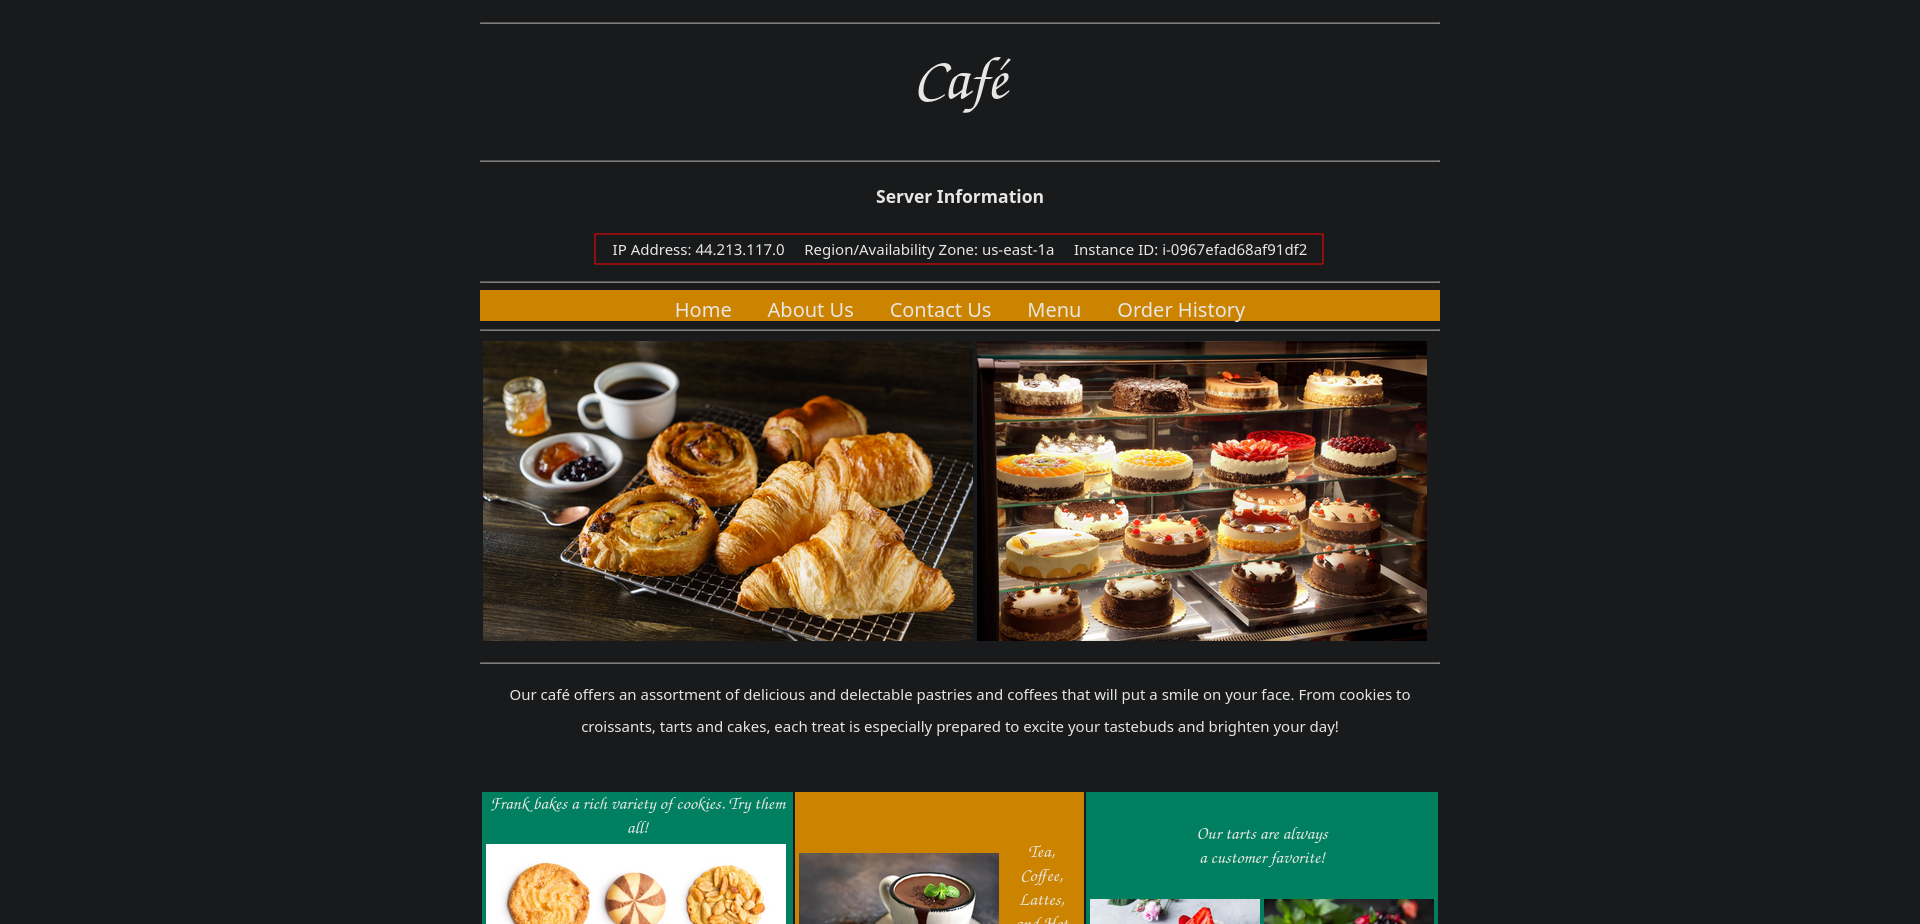 Café
Server Information
IP Address: 44.213.117.0 Region/Availability Zone: us-east-1a Instance ID: i-0967efad68af91df2
Home About Us Contact Us Menu Order History
Our café offers an assortment of delicious and delectable pastries and coffees that will put a smile on your face. From cookies to
croissants, tarts and cakes, each treat is especially prepared to excite your tastebuds and brighten your day!
Frank bakes a rich variety of cookies. Try them
all!
Tea,
Coffee,
Lattes,
and Hot
Our tarts are always
a customer favorite!